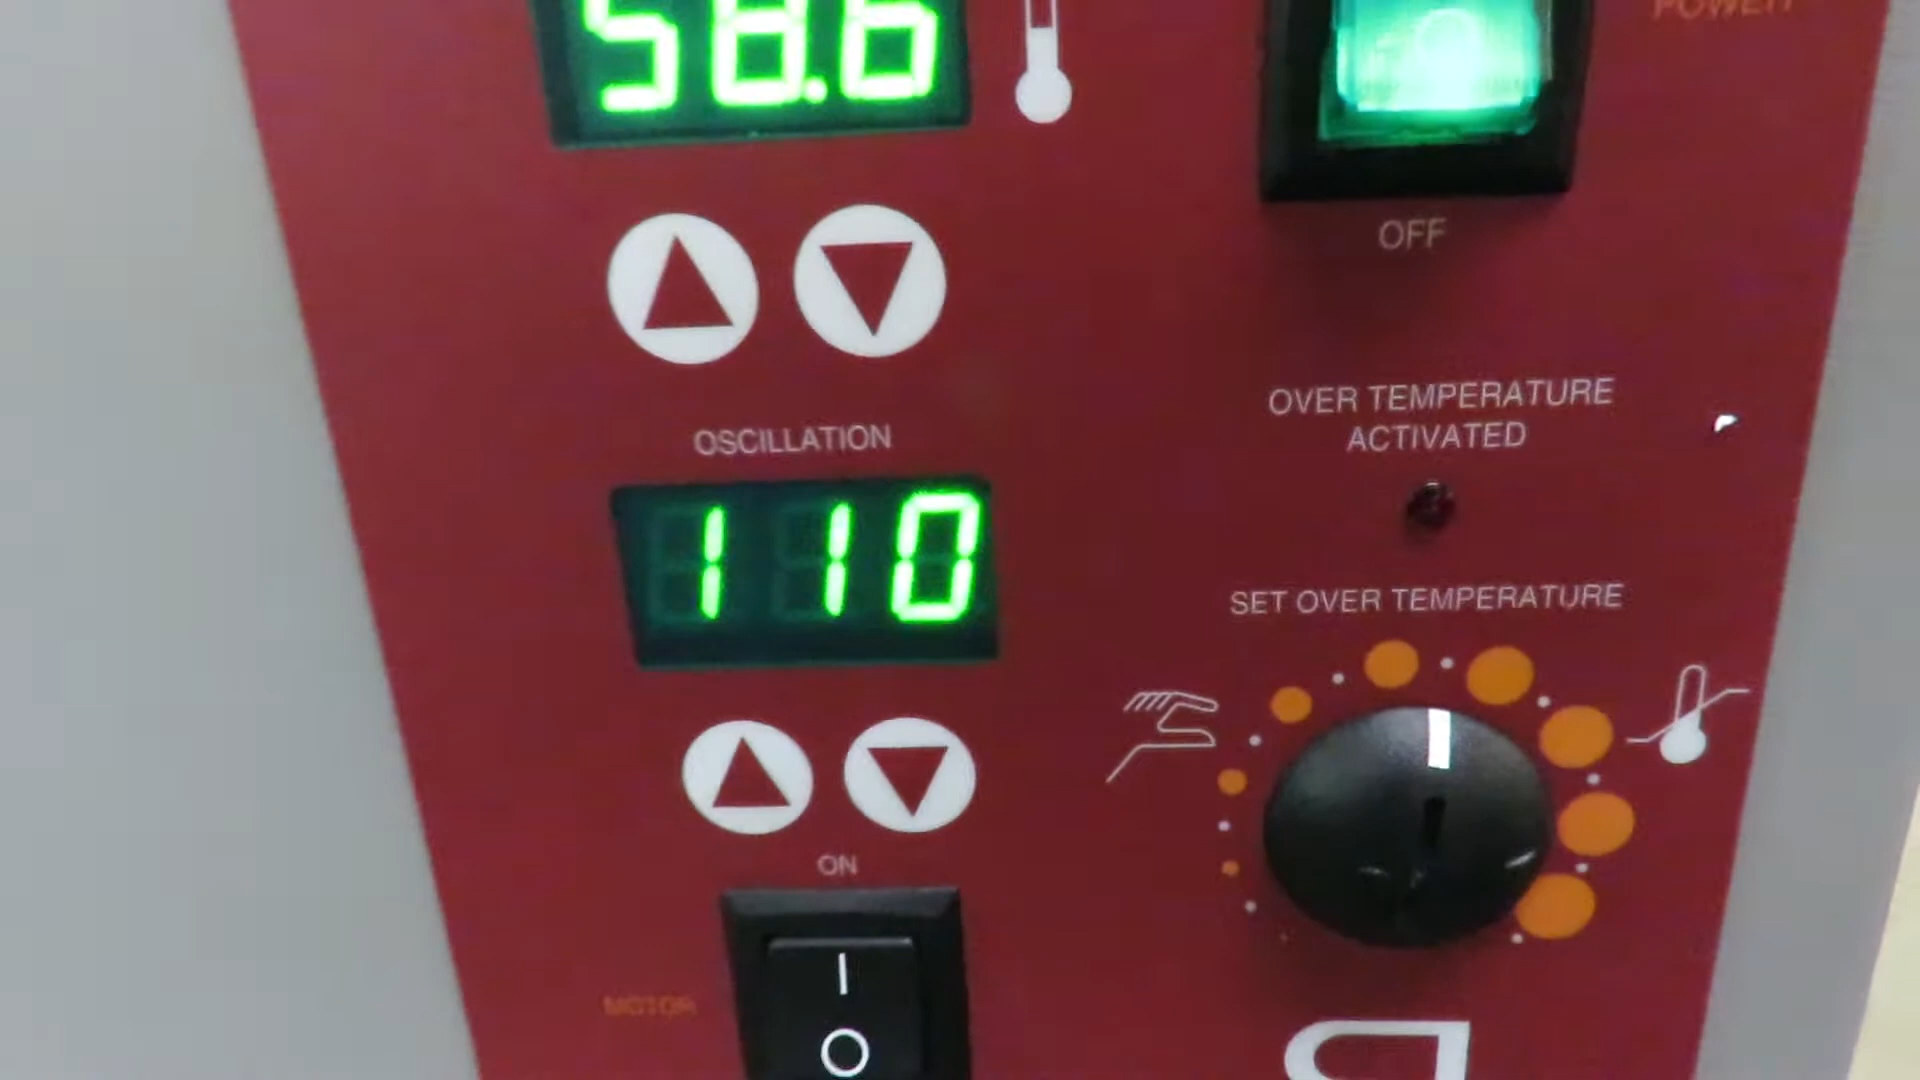 58.6
POWER
OFF
OSCILLATION
110
OVER TEMPERATURE
ACTIVATED
SET OVER TEMPERATURE
ON
MOTOR
I
O